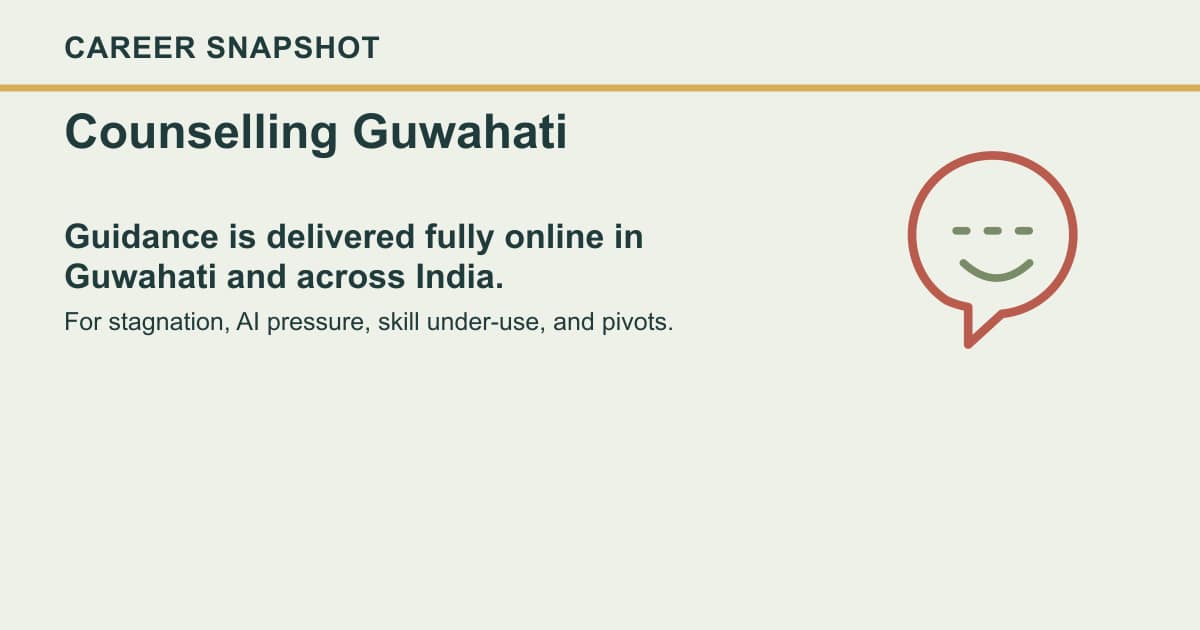 CAREER SNAPSHOT
Counselling Guwahati
Guidance is delivered fully online in
Guwahati and across India.
For stagnation, AI pressure, skill under-use, and pivots.